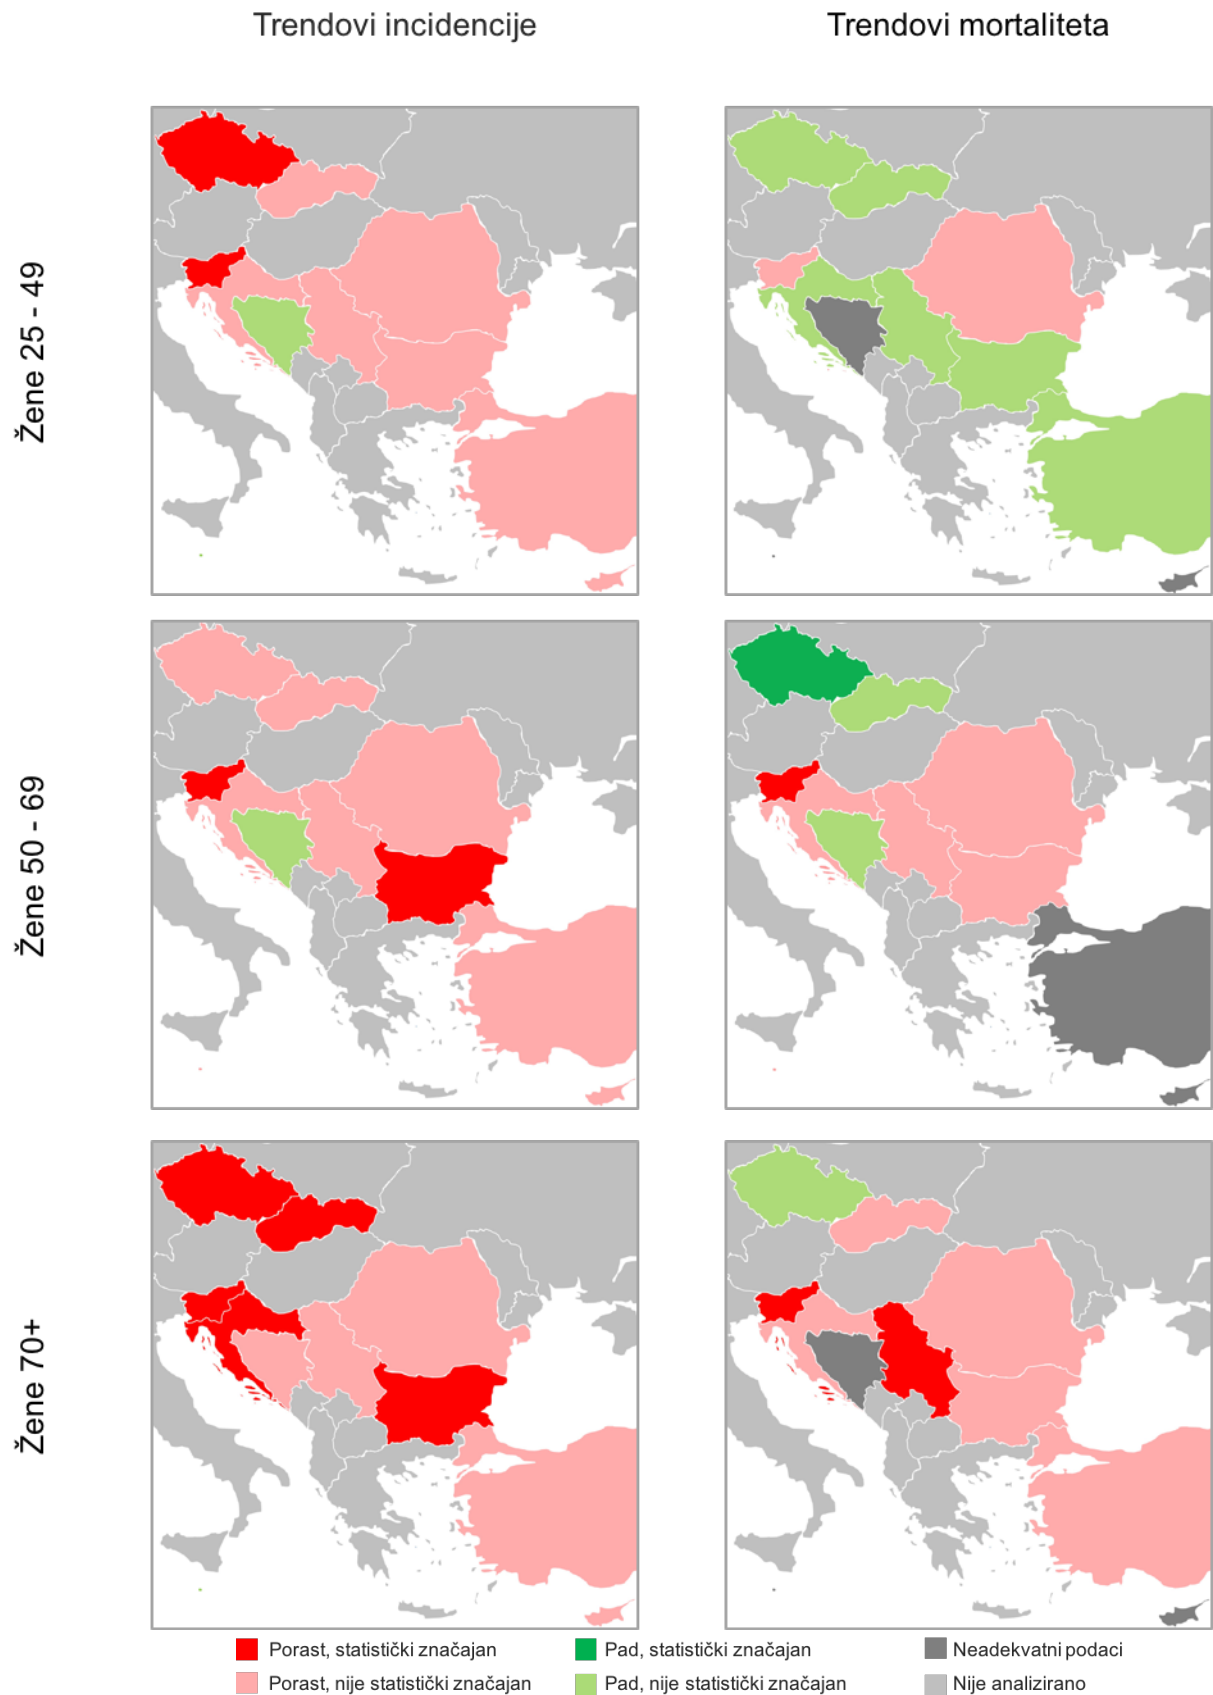 Trendovi incidencije
Trendovi mortaliteta
Žene 25 - 49
Žene 50 - 69
Žene 70+
Porast, statistički značajan
Pad, statistički značajan
Neadekvatni podaci
Porast, nije statistički značajan
Pad, nije statistički značajan
Nije analizirano